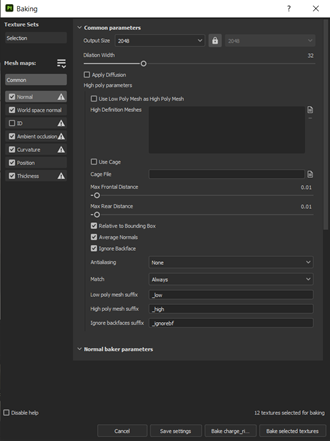 Pt Baking ? ×
Texture Sets
Selection
Mesh maps:
Common
Normal
World space normal
ID
Ambient occlusion
Curvature
Position
Thickness
Common parameters
Output Size 2048 2048
Dilation Width 32
Apply Diffusion
High poly parameters
Use Low Poly Mesh as High Poly Mesh
High Definition Meshes
Use Cage
Cage File
Max Frontal Distance 0.01
Max Rear Distance 0.01
Relative to Bounding Box
Average Normals
Ignore Backface
Antialiasing None
Match Always
Low poly mesh suffix _low
High poly mesh suffix _high
Ignore backfaces suffix _ignorebf
Normal baker parameters
Disable help 12 textures selected for baking
Cancel Save settings Bake charge_ri... Bake selected textures